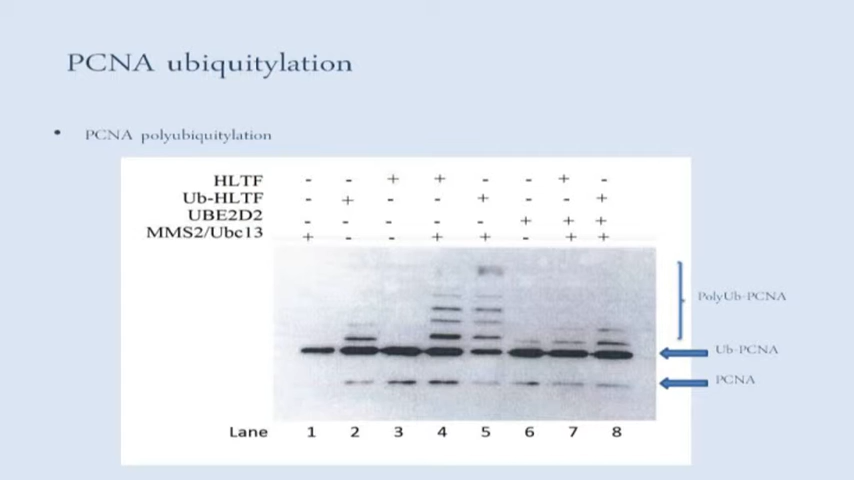 PCNA ubiquitylation
• PCNA polyubiquitylation
HLTF - - + + - - + -
Ub-HLTF - + - - + - - +
UBE2D2 - - - - - + + +
MMS2/Ubc13 + - - + + - + +
PolyUb-PCNA
Ub-PCNA
PCNA
Lane 1 2 3 4 5 6 7 8